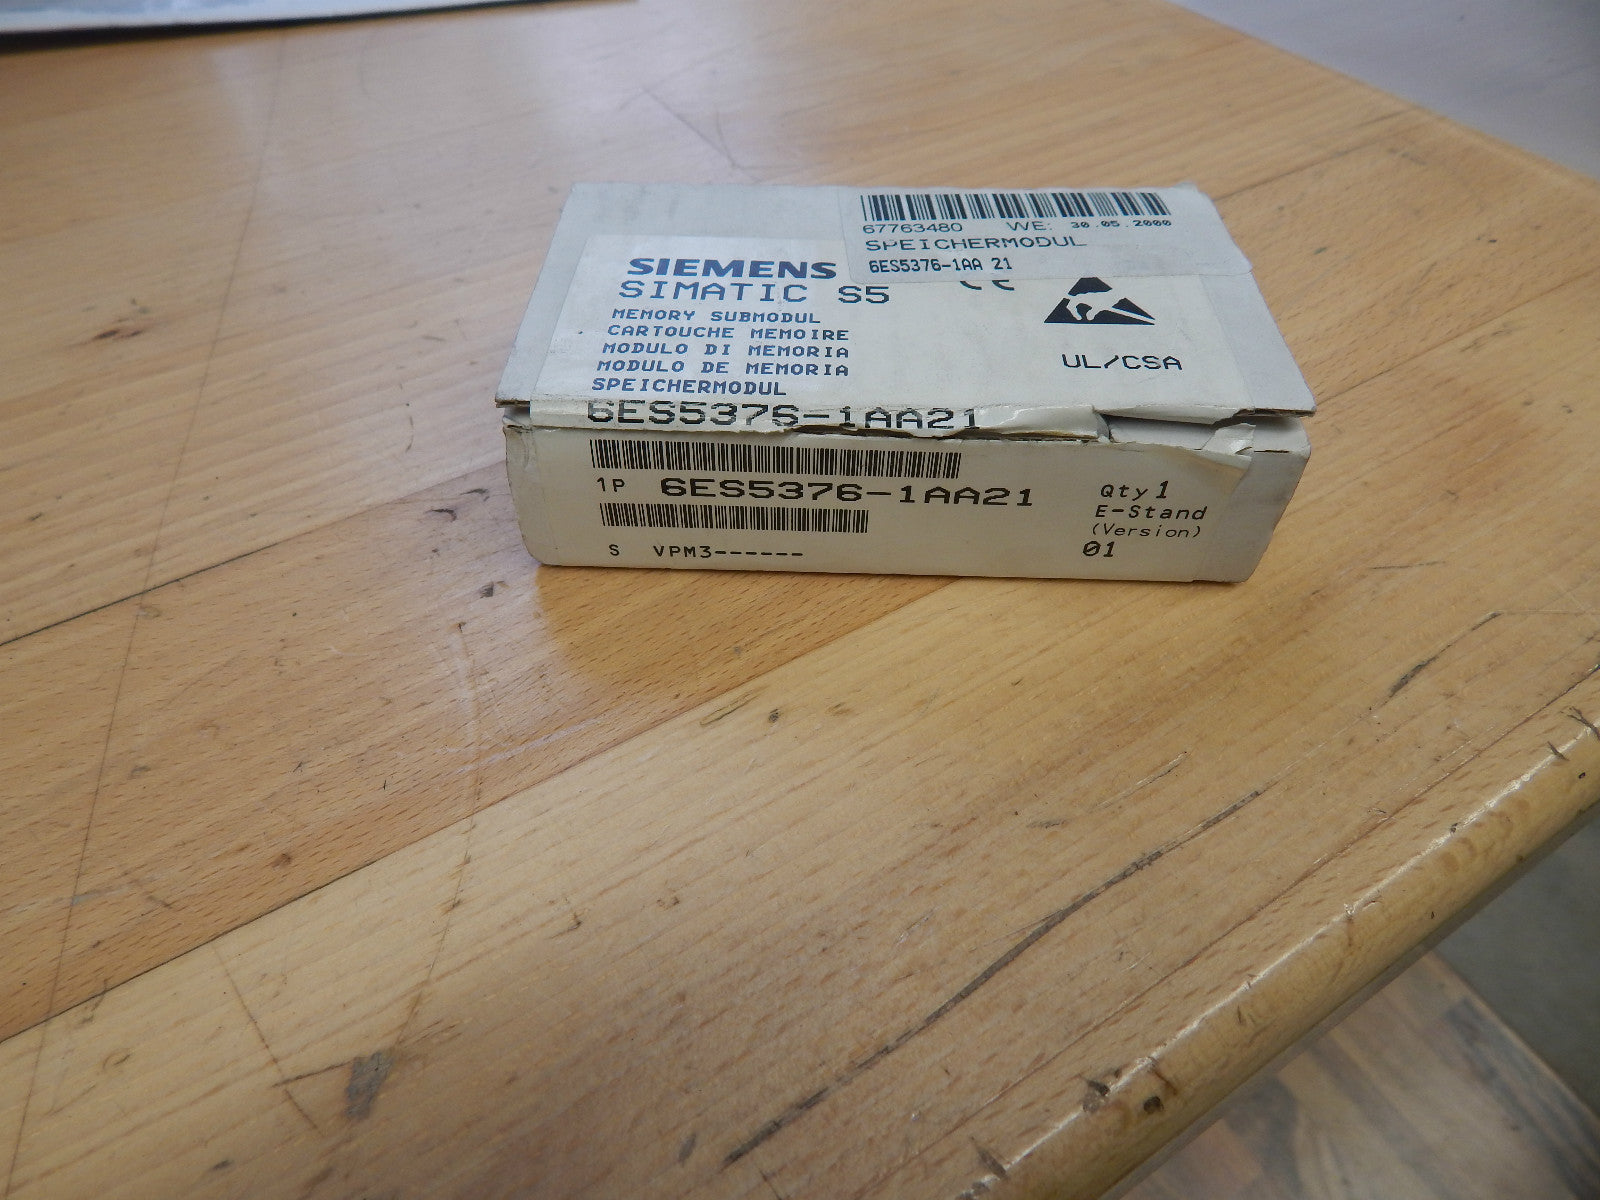 67763480 WE: 30.05.2000
SPEICHERMODUL
6ES5376-1AA 21
SIEMENS
SIMATIC S5
MEMORY SUBMODUL
CARTOUCHE MEMOIRE
MODULO DI MEMORIA
MODULO DE MEMORIA
SPEICHERMODUL
6ES5376-1AA21
CE
UL/CSA
1P 6ES5376-1AA21
S VPM3------
Qty 1
E-Stand
(Version)
01